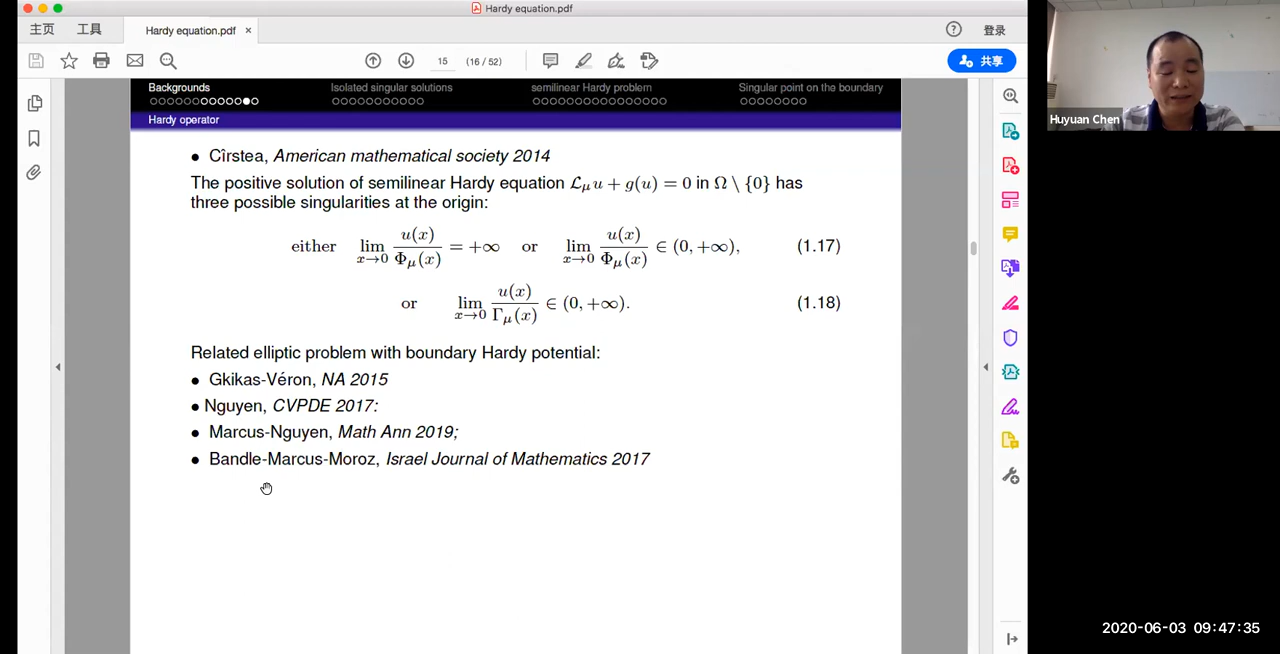 Hardy equation.pdf
主页 工具 Hardy equation.pdf × 登录
15 (16 / 52) 共享
Backgrounds Isolated singular solutions semilinear Hardy problem Singular point on the boundary
Hardy operator
Huyuan Chen
• Cîrstea, American mathematical society 2014
The positive solution of semilinear Hardy equation ℒ_μ u + g(u) = 0 in Ω \ {0} has
three possible singularities at the origin:
either lim_{x→0} u(x)/Φ_μ(x) = +∞ or lim_{x→0} u(x)/Φ_μ(x) ∈ (0, +∞), (1.17)
or lim_{x→0} u(x)/Γ_μ(x) ∈ (0, +∞). (1.18)
Related elliptic problem with boundary Hardy potential:
• Gkikas-Véron, NA 2015
• Nguyen, CVPDE 2017:
• Marcus-Nguyen, Math Ann 2019;
• Bandle-Marcus-Moroz, Israel Journal of Mathematics 2017
2020-06-03 09:47:35